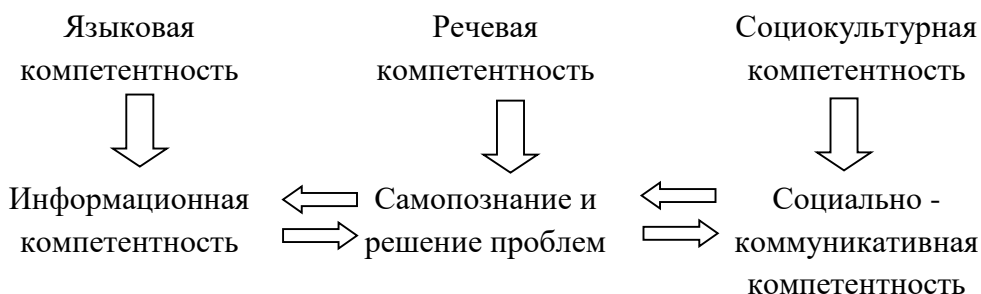 Языковая
компетентность
Речевая
компетентность
Социокультурная
компетентность
Информационная
компетентность
Самопознание и
решение проблем
Социально -
коммуникативная
компетентность